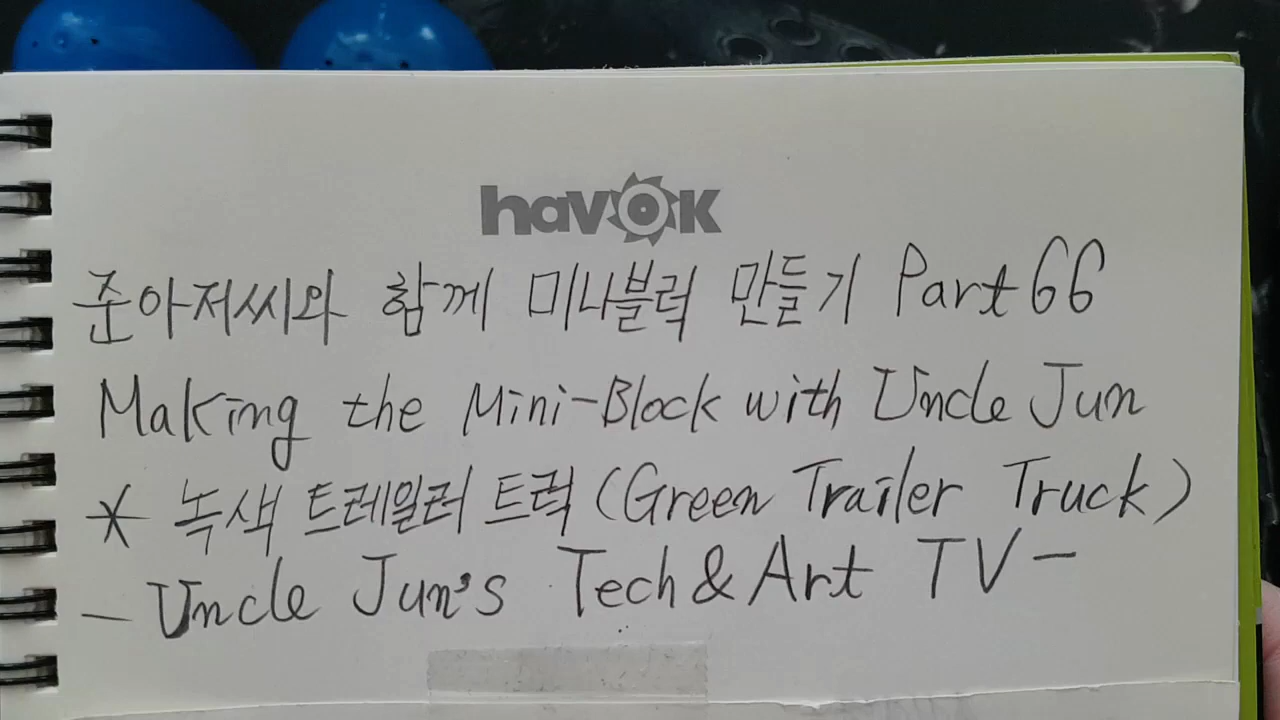 havok
준아저씨와 함께 미니블럭 만들기 Part 66
Making the Mini-Block with Uncle Jun
* 녹색 트레일러 트럭 (Green Trailer Truck)
- Uncle Jun's Tech & Art TV -